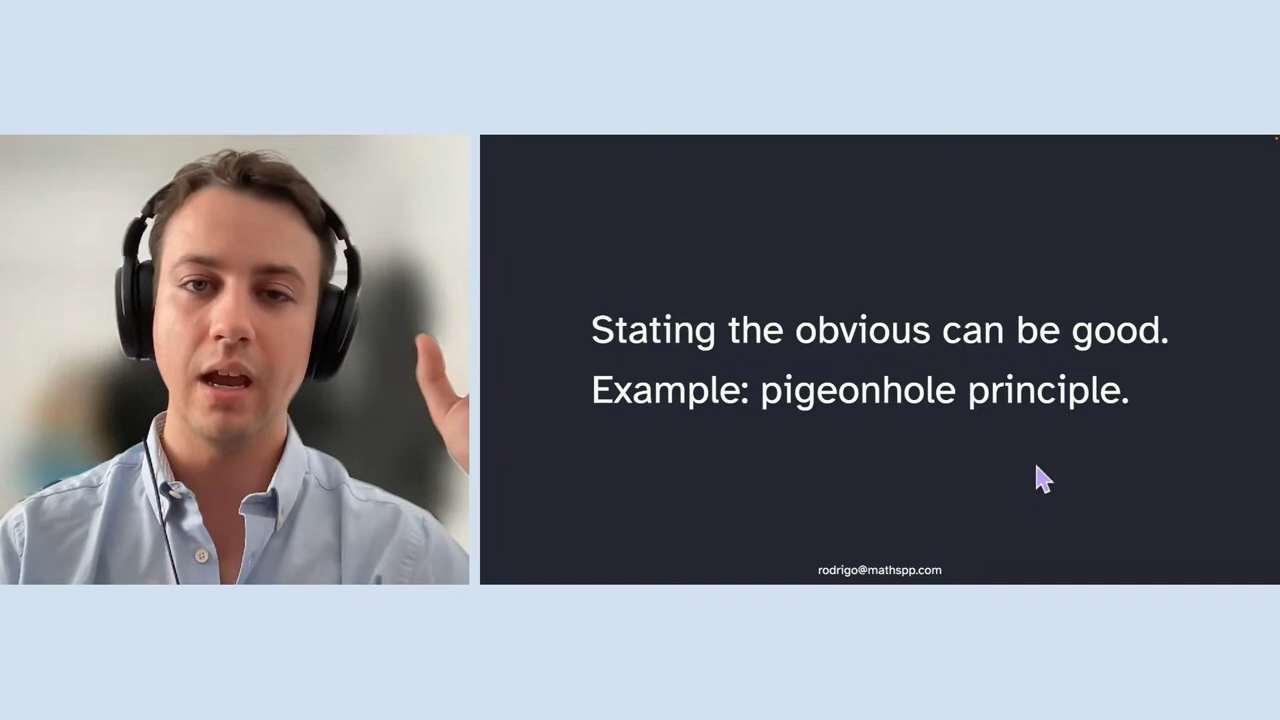 Stating the obvious can be good.
Example: pigeonhole principle.
rodrigo@mathspp.com